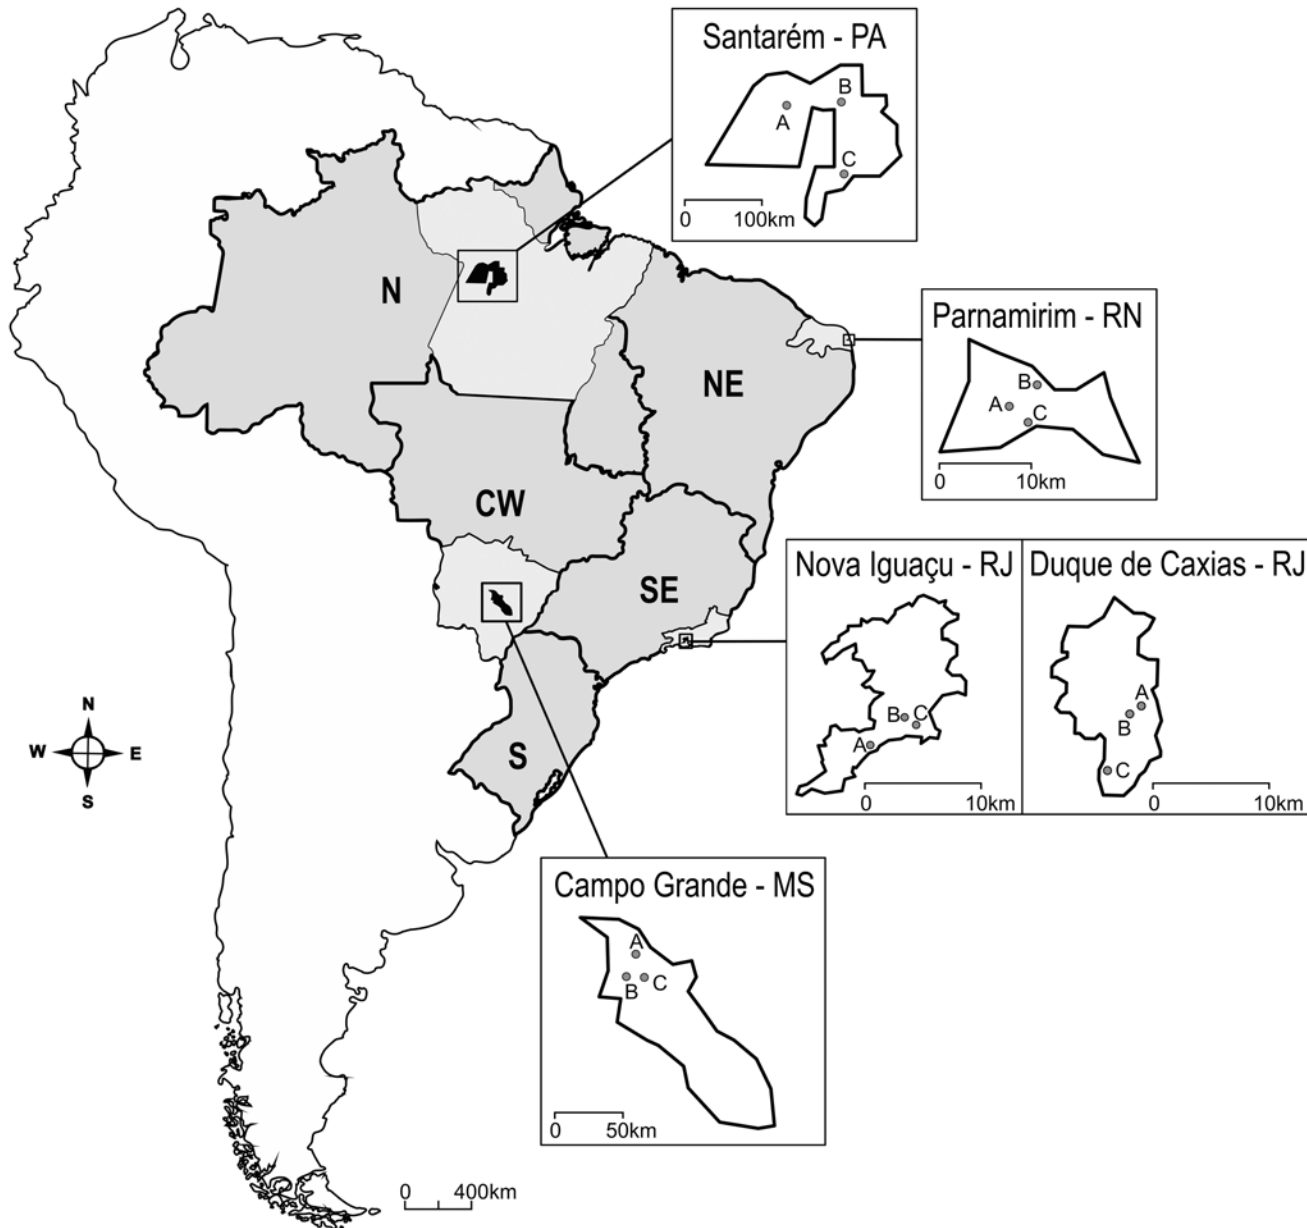 Santarém - PA
B
A
C
0 100km
N
Parnamirim - RN
B
A
C
0 10km
NE
CW
Nova Iguaçu - RJ
B
C
A
0 10km
Duque de Caxias - RJ
A
B
C
0 10km
SE
S
N
W E
S
Campo Grande - MS
A
B C
0 50km
0 400km